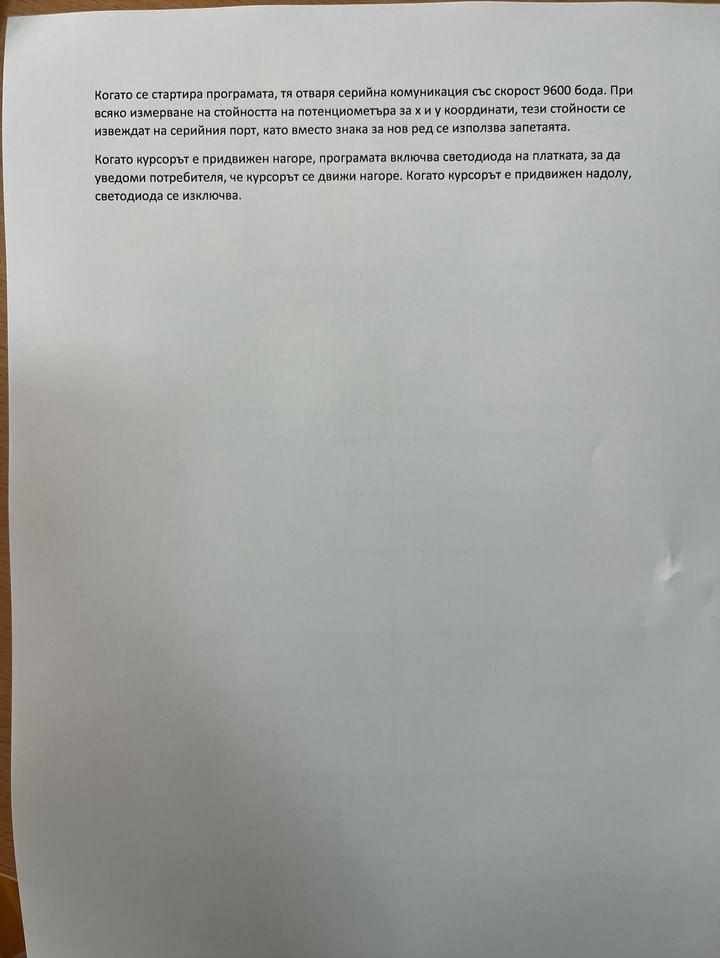 Когато се стартира програмата, тя отваря серийна комуникация със скорост 9600 бода. При
всяко измерване на стойността на потенциометъра за x и y координати, тези стойности се
извеждат на серийния порт, като вместо знака за нов ред се използва запетаята.
Когато курсорът е придвижен нагоре, програмата включва светодиода на платката, за да
уведоми потребителя, че курсорът се движи нагоре. Когато курсорът е придвижен надолу,
светодиода се изключва.